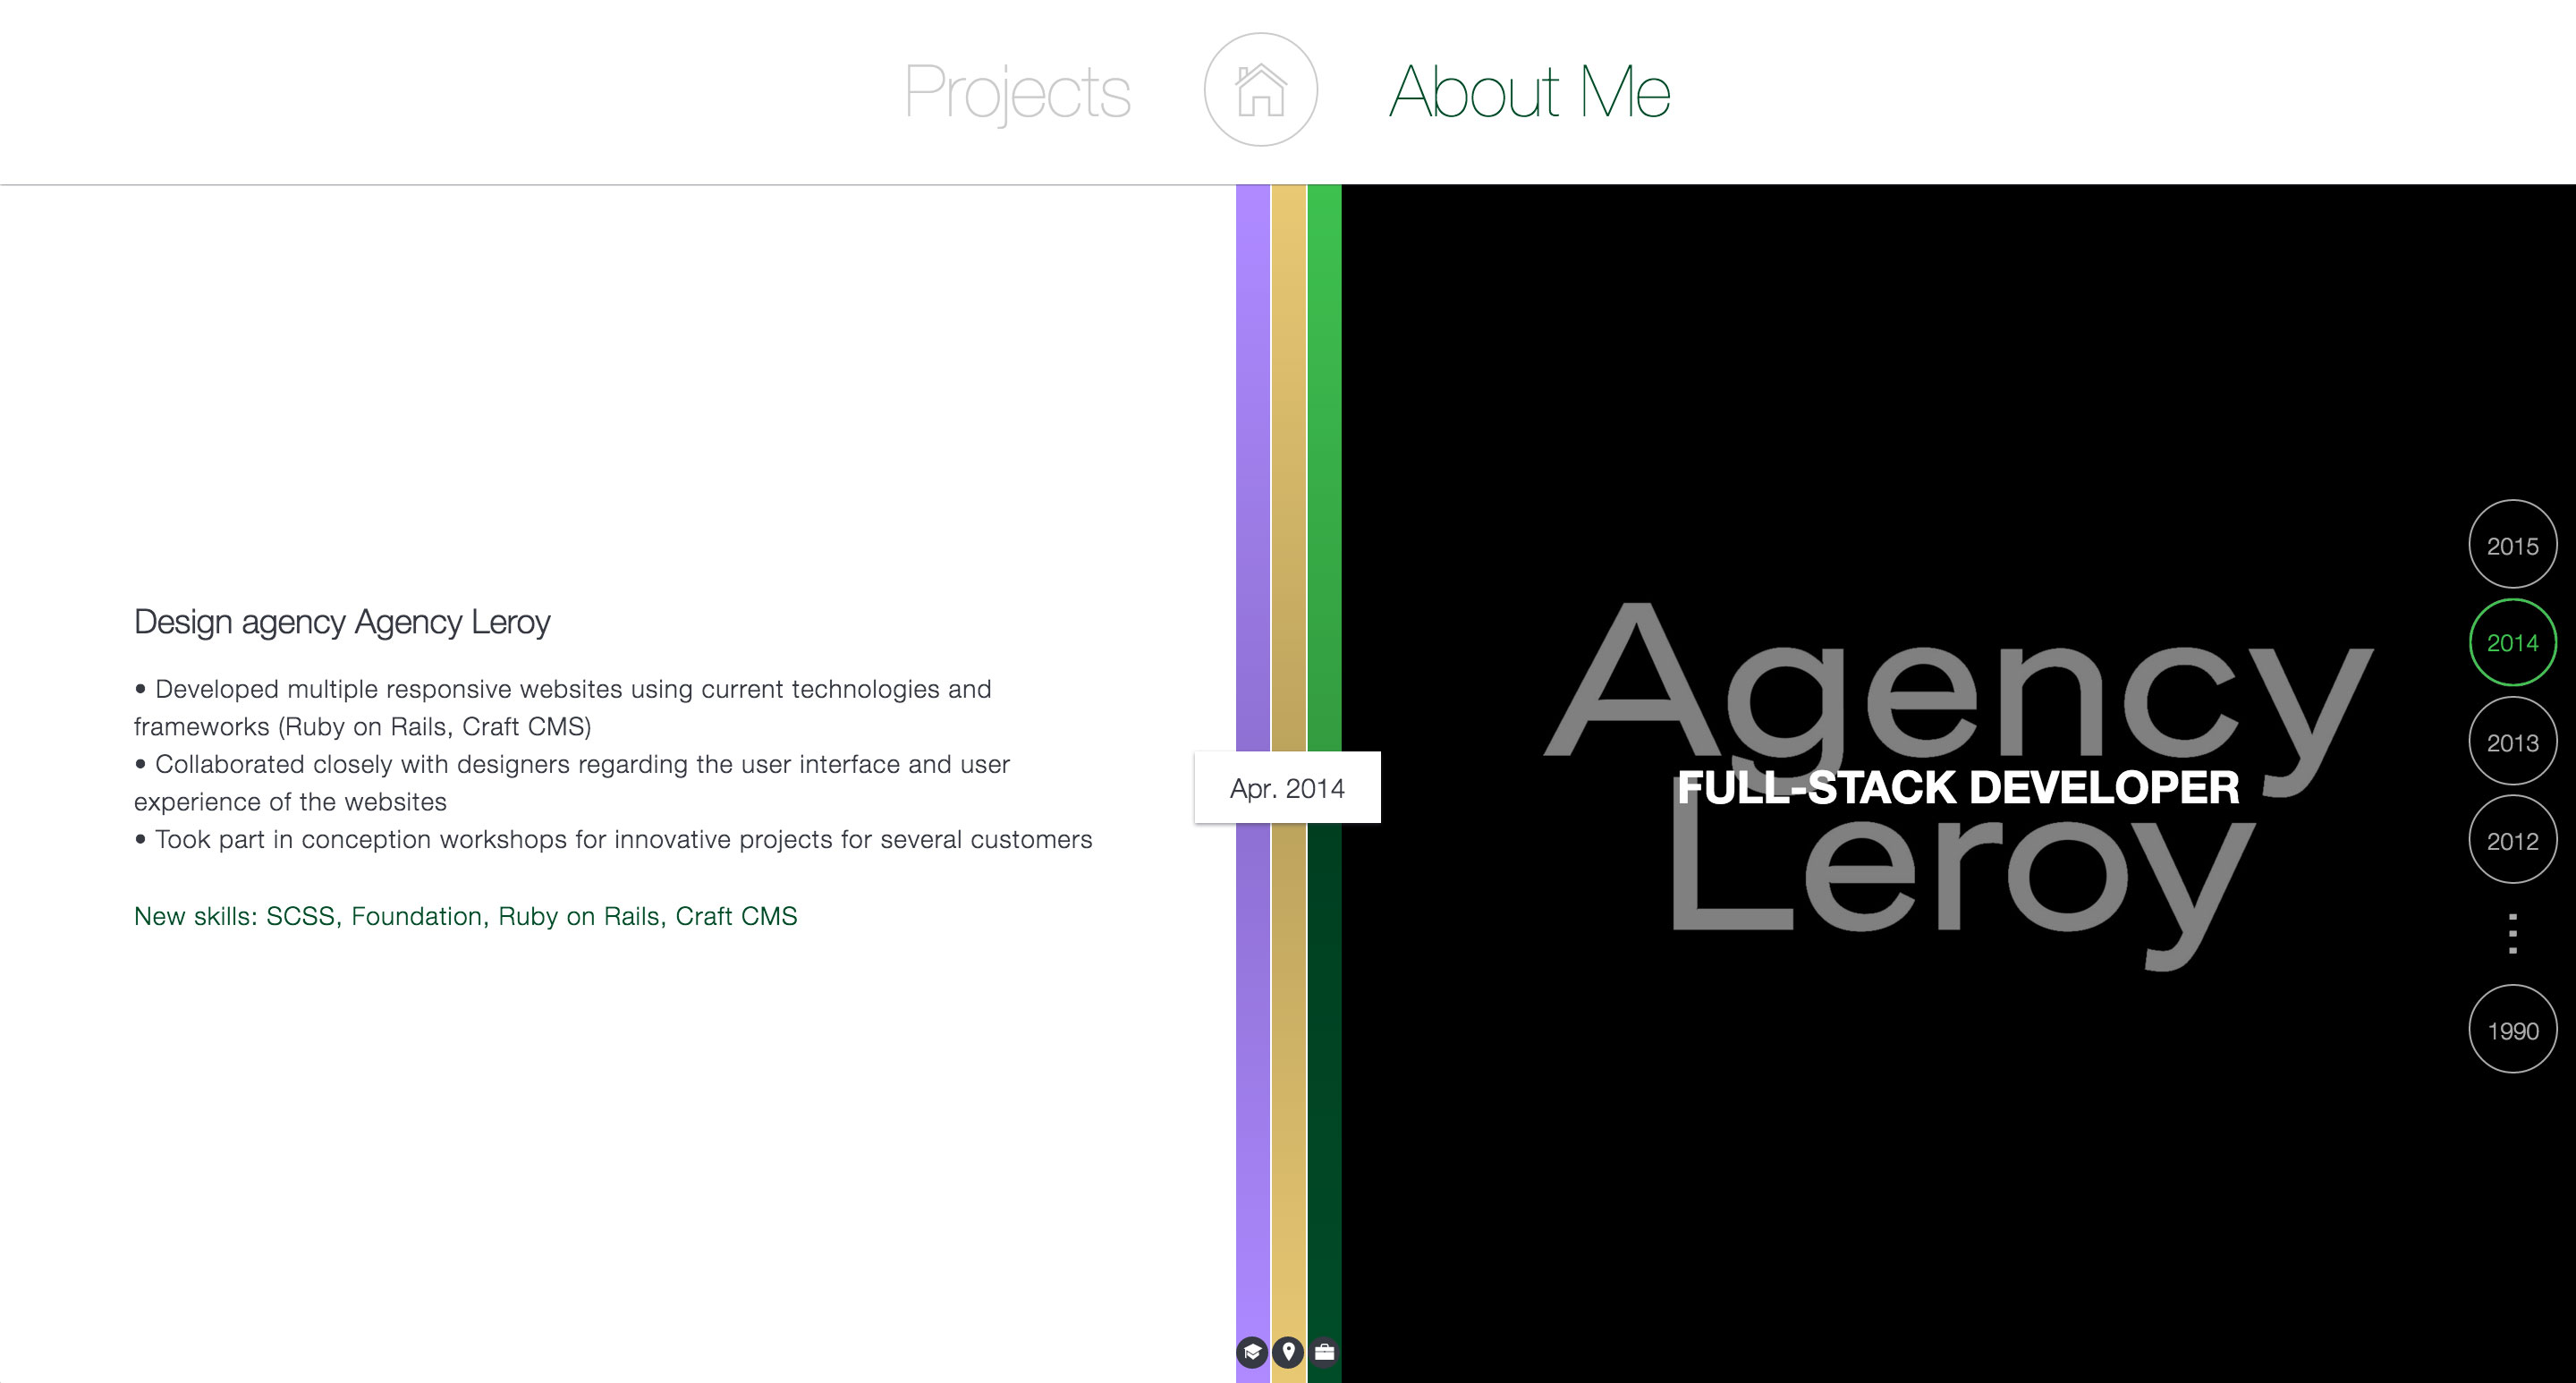 Projects
About Me
Design agency Agency Leroy
• Developed multiple responsive websites using current technologies and
frameworks (Ruby on Rails, Craft CMS)
• Collaborated closely with designers regarding the user interface and user
experience of the websites
• Took part in conception workshops for innovative projects for several customers
New skills: SCSS, Foundation, Ruby on Rails, Craft CMS
Apr. 2014
Agency
FULL-STACK DEVELOPER
Leroy
2015
2014
2013
2012
1990